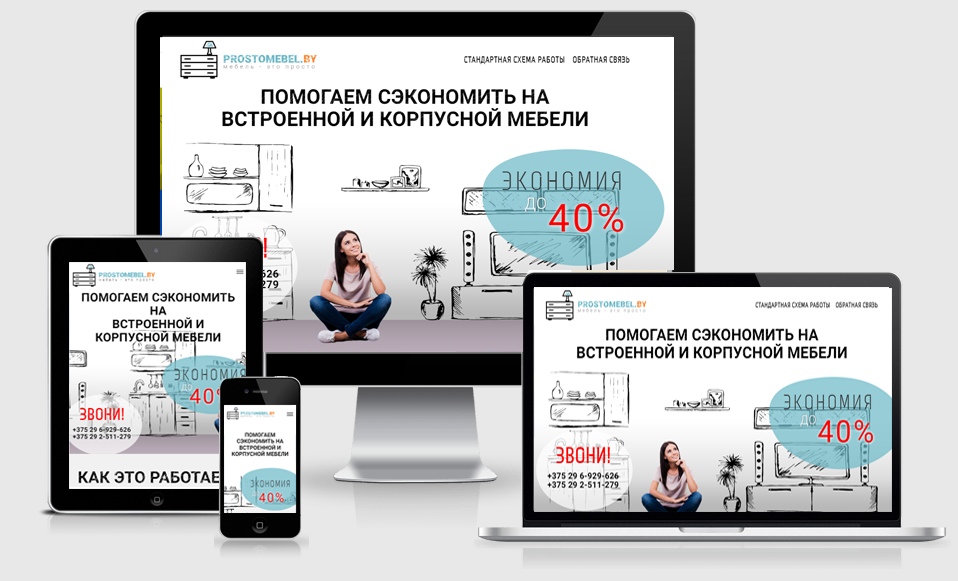 PROSTOMEBEL.BY
мебель - это просто
СТАНДАРТНАЯ СХЕМА РАБОТЫ ОБРАТНАЯ СВЯЗЬ
ПОМОГАЕМ СЭКОНОМИТЬ НА
ВСТРОЕННОЙ И КОРПУСНОЙ МЕБЕЛИ
ЭКОНОМИЯ
ДО
40%
!
626
279
PROSTOMEBEL.BY
мебель - это просто
ПОМОГАЕМ СЭКОНОМИТЬ
НА
ВСТРОЕННОЙ И
КОРПУСНОЙ МЕБЕЛИ
ЭКОНОМИЯ
ДО
40%
ЗВОНИ!
+375 29 6-929-626
+375 29 2-511-279
КАК ЭТО РАБОТАЕ
PROSTOMEBEL.BY
ПОМОГАЕМ
СЭКОНОМИТЬ НА
ВСТРОЕННОЙ И
КОРПУСНОЙ МЕБЕЛИ
ЭКОНОМИЯ
40%
PROSTOMEBEL.BY
мебель - это просто
СТАНДАРТНАЯ СХЕМА РАБОТЫ ОБРАТНАЯ СВЯЗЬ
ПОМОГАЕМ СЭКОНОМИТЬ НА
ВСТРОЕННОЙ И КОРПУСНОЙ МЕБЕЛИ
ЭКОНОМИЯ
ДО
40%
ЗВОНИ!
+375 29 6-929-626
+375 29 2-511-279